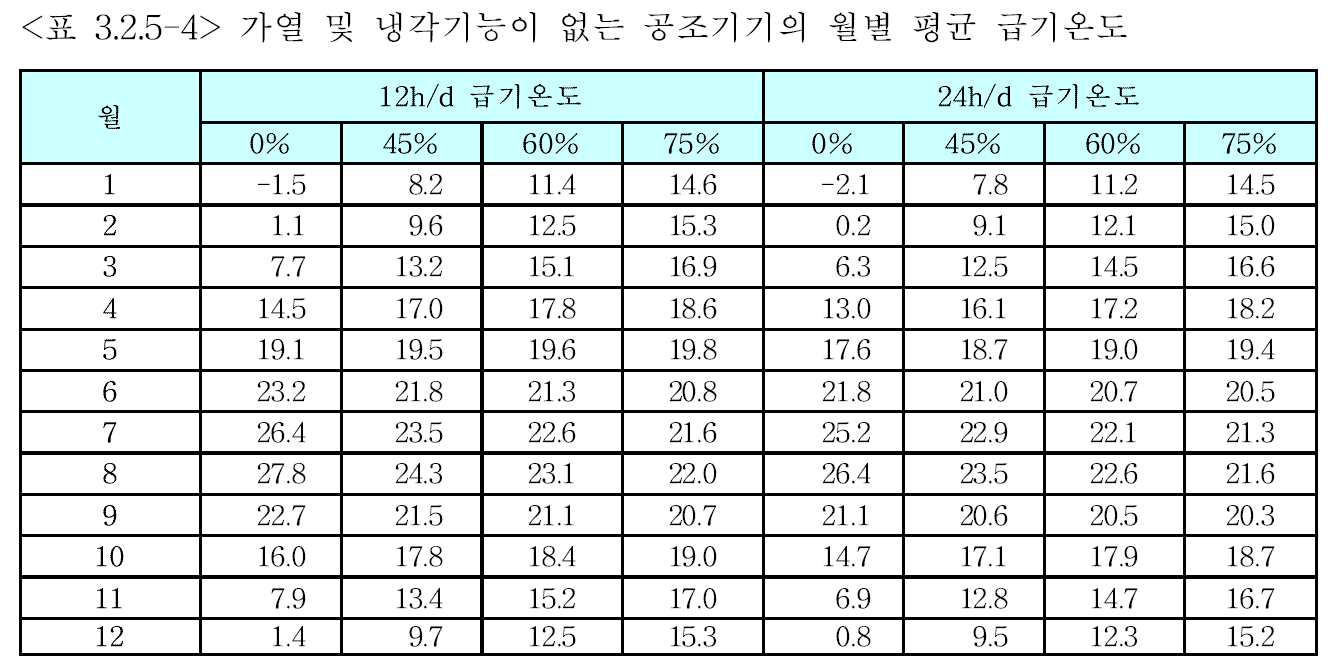 <표 3.2.5-4> 가열 및 냉각기능이 없는 공조기기의 월별 평균 급기온도
월 12h/d 급기온도 24h/d 급기온도
0% 45% 60% 75% 0% 45% 60% 75%
1 -1.5 8.2 11.4 14.6 -2.1 7.8 11.2 14.5
2 1.1 9.6 12.5 15.3 0.2 9.1 12.1 15.0
3 7.7 13.2 15.1 16.9 6.3 12.5 14.5 16.6
4 14.5 17.0 17.8 18.6 13.0 16.1 17.2 18.2
5 19.1 19.5 19.6 19.8 17.6 18.7 19.0 19.4
6 23.2 21.8 21.3 20.8 21.8 21.0 20.7 20.5
7 26.4 23.5 22.6 21.6 25.2 22.9 22.1 21.3
8 27.8 24.3 23.1 22.0 26.4 23.5 22.6 21.6
9 22.7 21.5 21.1 20.7 21.1 20.6 20.5 20.3
10 16.0 17.8 18.4 19.0 14.7 17.1 17.9 18.7
11 7.9 13.4 15.2 17.0 6.9 12.8 14.7 16.7
12 1.4 9.7 12.5 15.3 0.8 9.5 12.3 15.2